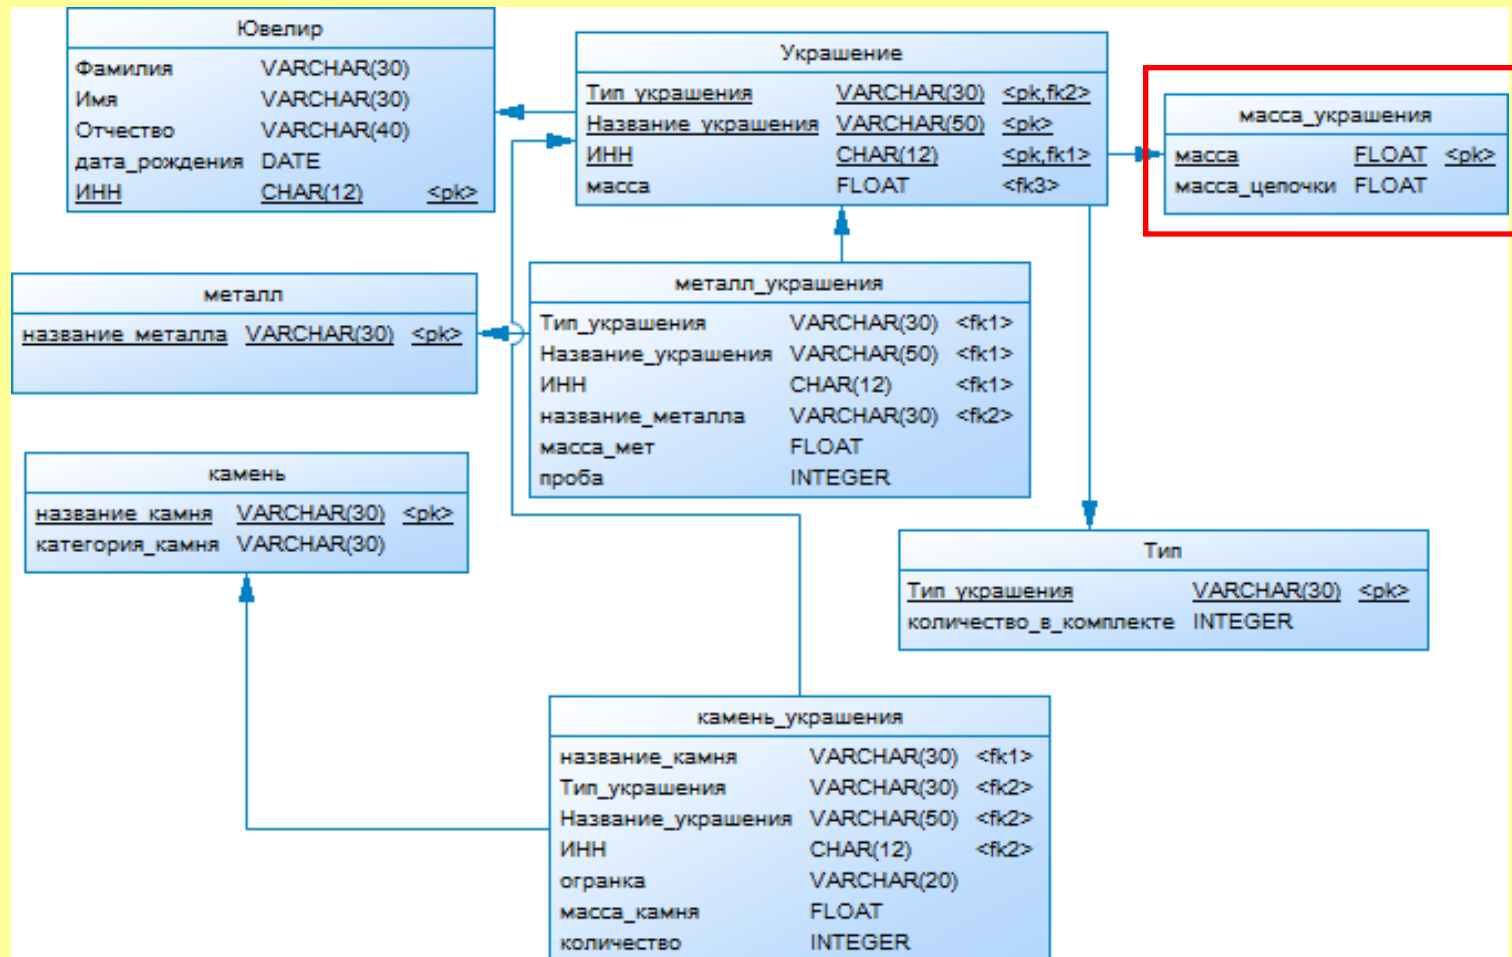 Ювелир
Фамилия VARCHAR(30)
Имя VARCHAR(30)
Отчество VARCHAR(40)
дата_рождения DATE
ИНН CHAR(12) <pk>
Украшение
Тип_украшения VARCHAR(30) <pk,fk2>
Название_украшения VARCHAR(50) <pk>
ИНН CHAR(12) <pk,fk1>
масса FLOAT <fk3>
масса_украшения
масса FLOAT <pk>
масса_цепочки FLOAT
металл
название_металла VARCHAR(30) <pk>
металл_украшения
Тип_украшения VARCHAR(30) <fk1>
Название_украшения VARCHAR(50) <fk1>
ИНН CHAR(12) <fk1>
название_металла VARCHAR(30) <fk2>
масса_мет FLOAT
проба INTEGER
камень
название_камня VARCHAR(30) <pk>
категория_камня VARCHAR(30)
Тип
Тип_украшения VARCHAR(30) <pk>
количество_в_комплекте INTEGER
камень_украшения
название_камня VARCHAR(30) <fk1>
Тип_украшения VARCHAR(30) <fk2>
Название_украшения VARCHAR(50) <fk2>
ИНН CHAR(12) <fk2>
огранка VARCHAR(20)
масса_камня FLOAT
количество INTEGER